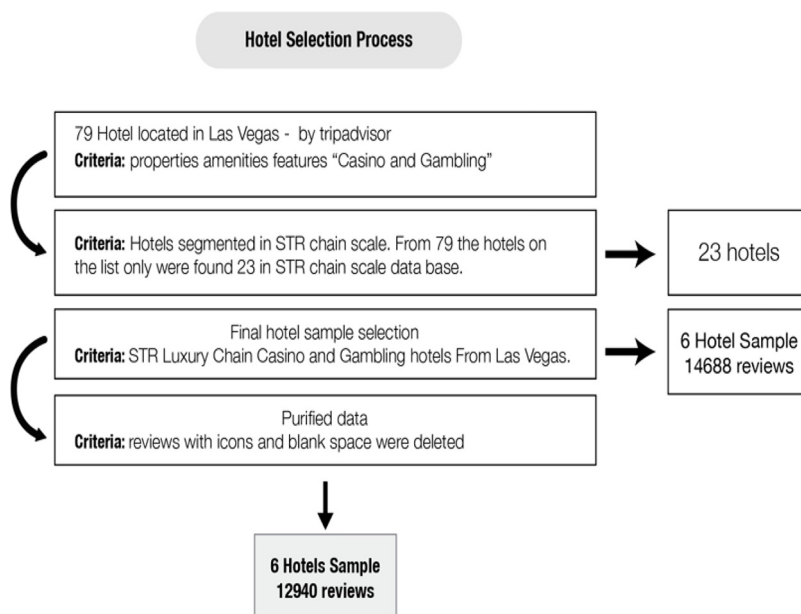 Hotel Selection Process
79 Hotel located in Las Vegas - by tripadvisor
Criteria: properties amenities features “Casino and Gambling”
Criteria: Hotels segmented in STR chain scale. From 79 the hotels on
the list only were found 23 in STR chain scale data base.
23 hotels
Final hotel sample selection
Criteria: STR Luxury Chain Casino and Gambling hotels From Las Vegas.
6 Hotel Sample
14688 reviews
Purified data
Criteria: reviews with icons and blank space were deleted
6 Hotels Sample
12940 reviews